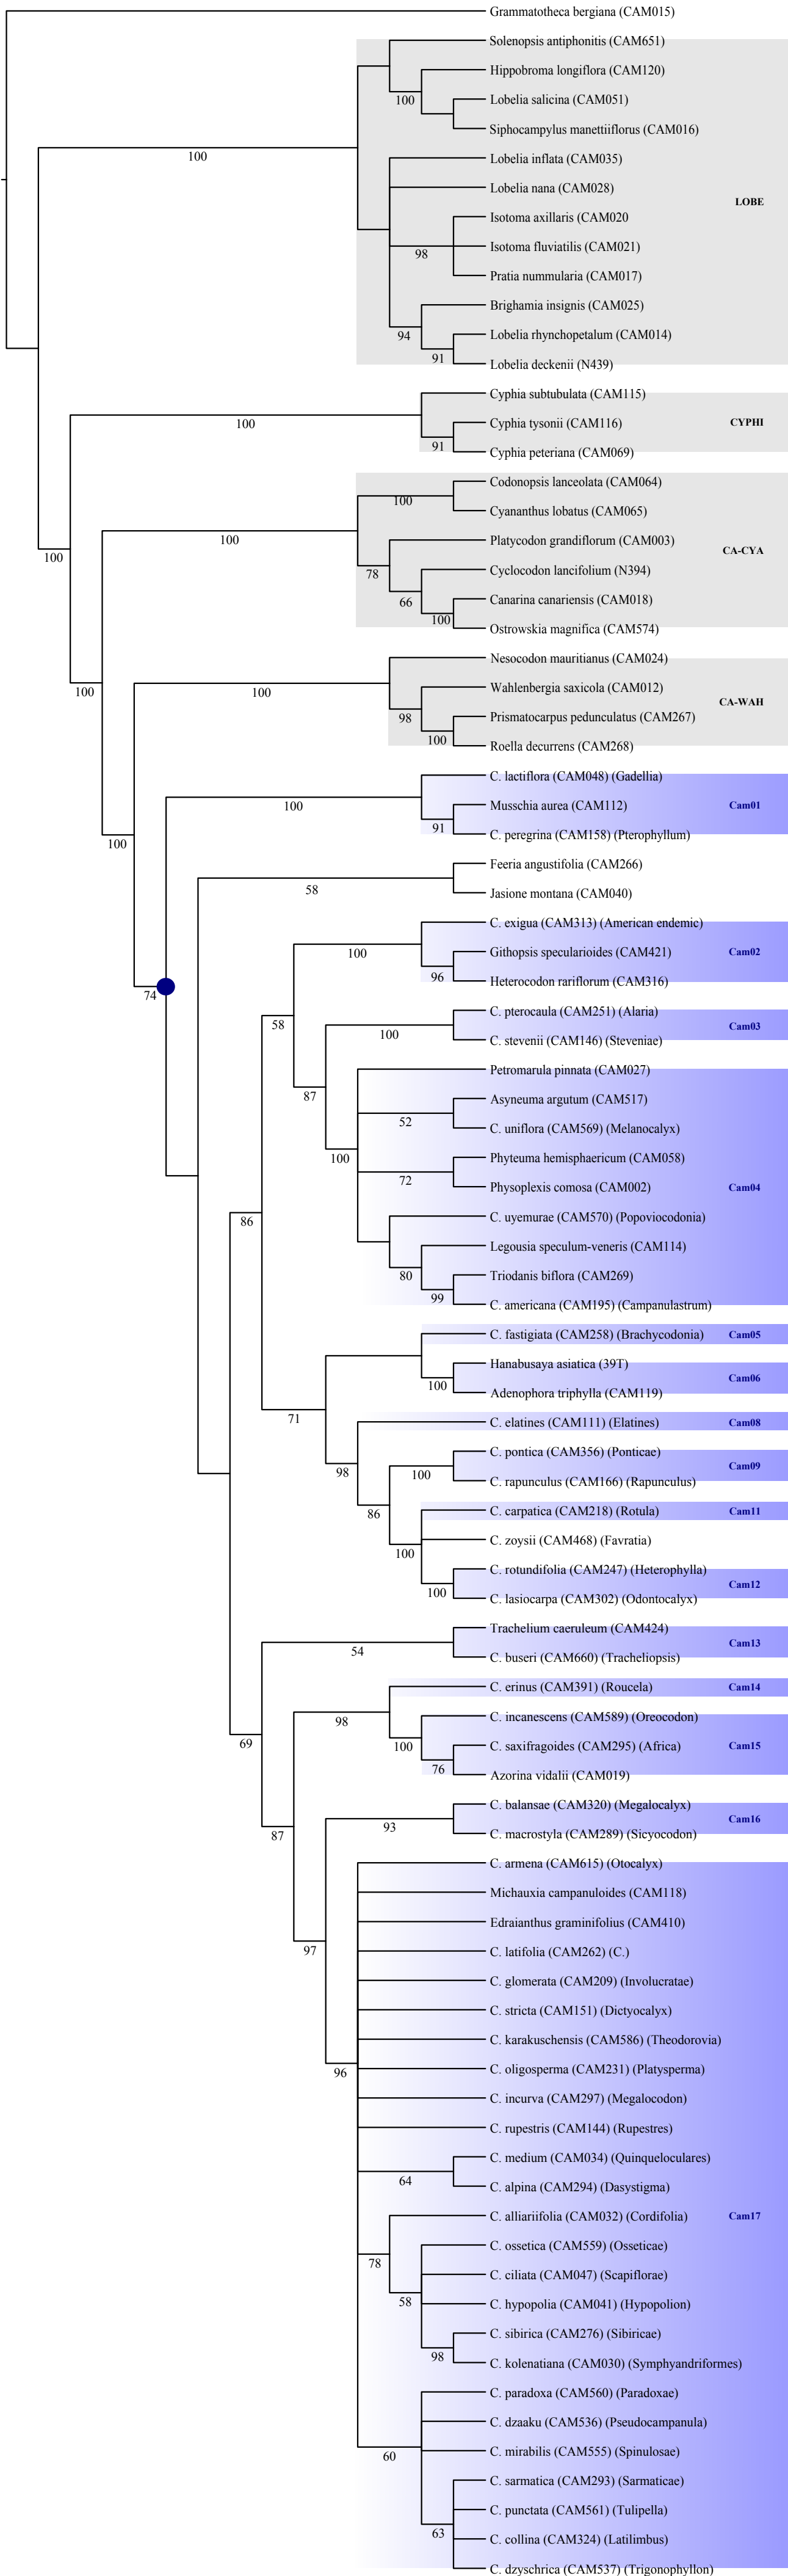 Grammatotheca bergiana (CAM015)
Solenopsis antiphonitis (CAM651)
Hippobroma longiflora (CAM120)
100
Lobelia salicina (CAM051)
Siphocampylus manettiiflorus (CAM016)
100
Lobelia inflata (CAM035)
Lobelia nana (CAM028)
LOBE
Isotoma axillaris (CAM020
Isotoma fluviatilis (CAM021)
98
Pratia nummularia (CAM017)
Brighamia insignis (CAM025)
94
Lobelia rhynchopetalum (CAM014)
91
Lobelia deckenii (N439)
Cyphia subtubulata (CAM115)
100
Cyphia tysonii (CAM116)
CYPHI
91
Cyphia peteriana (CAM069)
Codonopsis lanceolata (CAM064)
100
Cyananthus lobatus (CAM065)
100
Platycodon grandiflorum (CAM003)
CA-CYA
100
78
Cyclocodon lancifolium (N394)
66
Canarina canariensis (CAM018)
100
Ostrowskia magnifica (CAM574)
Nesocodon mauritianus (CAM024)
100
100
Wahlenbergia saxicola (CAM012)
CA-WAH
98
Prismatocarpus pedunculatus (CAM267)
100
Roella decurrens (CAM268)
C. lactiflora (CAM048) (Gadellia)
100
Musschia aurea (CAM112)
Cam01
91
C. peregrina (CAM158) (Pterophyllum)
100
Feeria angustifolia (CAM266)
58
Jasione montana (CAM040)
C. exigua (CAM313) (American endemic)
100
Githopsis specularioides (CAM421)
Cam02
96
Heterocodon rariflorum (CAM316)
74
C. pterocaula (CAM251) (Alaria)
58
100
Cam03
C. stevenii (CAM146) (Steveniae)
Petromarula pinnata (CAM027)
87
Asyneuma argutum (CAM517)
52
C. uniflora (CAM569) (Melanocalyx)
100
Phyteuma hemisphaericum (CAM058)
72
Physoplexis comosa (CAM002)
Cam04
C. uyemurae (CAM570) (Popoviocodonia)
86
Legousia speculum-veneris (CAM114)
80
Triodanis biflora (CAM269)
99
C. americana (CAM195) (Campanulastrum)
C. fastigiata (CAM258) (Brachycodonia)
Cam05
Hanabusaya asiatica (39T)
Cam06
100
Adenophora triphylla (CAM119)
71
C. elatines (CAM111) (Elatines)
Cam08
C. pontica (CAM356) (Ponticae)
Cam09
98
100
C. rapunculus (CAM166) (Rapunculus)
86
C. carpatica (CAM218) (Rotula)
Cam11
C. zoysii (CAM468) (Favratia)
100
C. rotundifolia (CAM247) (Heterophylla)
Cam12
100
C. lasiocarpa (CAM302) (Odontocalyx)
Trachelium caeruleum (CAM424)
54
Cam13
C. buseri (CAM660) (Tracheliopsis)
C. erinus (CAM391) (Roucela)
Cam14
C. incanescens (CAM589) (Oreocodon)
98
69
100
C. saxifragoides (CAM295) (Africa)
Cam15
76
Azorina vidalii (CAM019)
C. balansae (CAM320) (Megalocalyx)
Cam16
87
93
C. macrostyla (CAM289) (Sicyocodon)
C. armena (CAM615) (Otocalyx)
Michauxia campanuloides (CAM118)
Edraianthus graminifolius (CAM410)
97
C. latifolia (CAM262) (C.)
C. glomerata (CAM209) (Involucratae)
C. stricta (CAM151) (Dictyocalyx)
C. karakuschensis (CAM586) (Theodorovia)
96
C. oligosperma (CAM231) (Platysperma)
C. incurva (CAM297) (Megalocodon)
C. rupestris (CAM144) (Rupestres)
C. medium (CAM034) (Quinqueloculares)
64
C. alpina (CAM294) (Dasystigma)
C. alliariifolia (CAM032) (Cordifolia)
Cam17
C. ossetica (CAM559) (Osseticae)
78
C. ciliata (CAM047) (Scapiflorae)
58
C. hypopolia (CAM041) (Hypopolion)
C. sibirica (CAM276) (Sibiricae)
98
C. kolenatiana (CAM030) (Symphyandriformes)
C. paradoxa (CAM560) (Paradoxae)
C. dzaaku (CAM536) (Pseudocampanula)
60
C. mirabilis (CAM555) (Spinulosae)
C. sarmatica (CAM293) (Sarmaticae)
C. punctata (CAM561) (Tulipella)
63
C. collina (CAM324) (Latilimbus)
C. dzyschrica (CAM537) (Trigonophyllon)